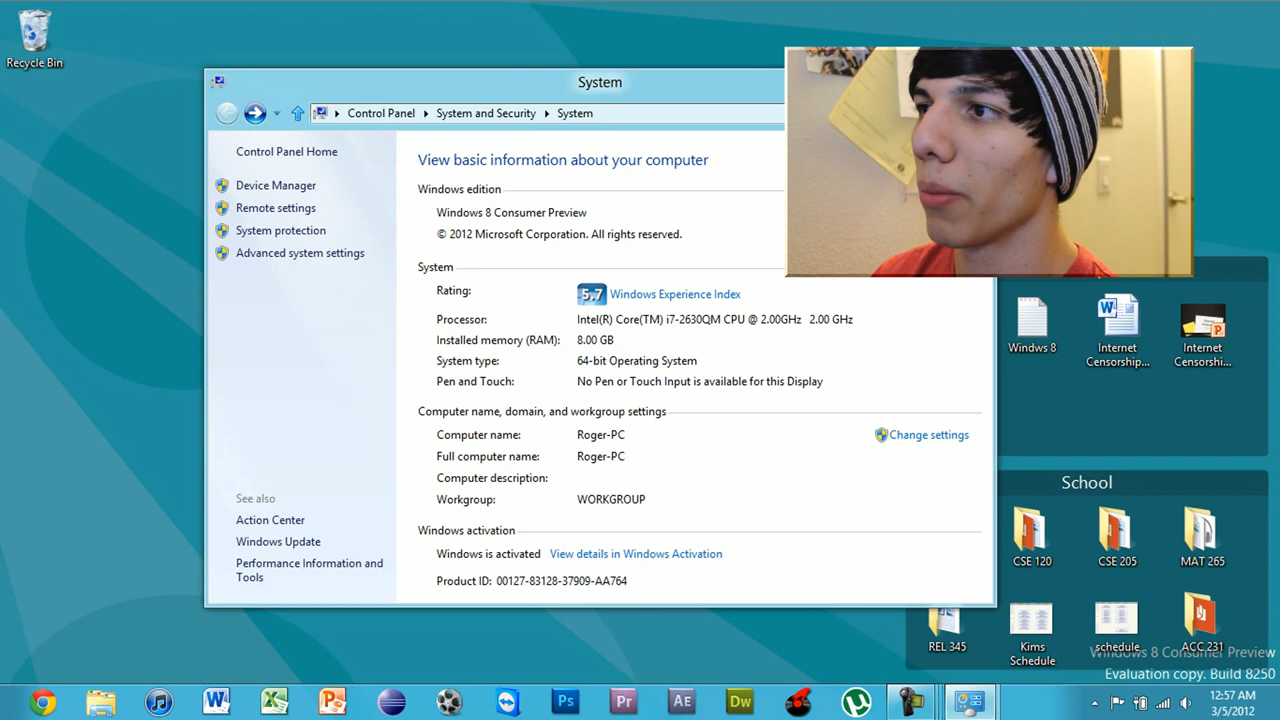 Recycle Bin
System
Control Panel
System and Security
System
Control Panel Home
Device Manager
Remote settings
System protection
Advanced system settings
See also
Action Center
Windows Update
Performance Information and
Tools
View basic information about your computer
Windows edition
Windows 8 Consumer Preview
© 2012 Microsoft Corporation. All rights reserved.
System
Rating: 5.7 Windows Experience Index
Processor: Intel(R) Core(TM) i7-2630QM CPU @ 2.00GHz 2.00 GHz
Installed memory (RAM): 8.00 GB
System type: 64-bit Operating System
Pen and Touch: No Pen or Touch Input is available for this Display
Computer name, domain, and workgroup settings
Computer name: Roger-PC
Change settings
Full computer name: Roger-PC
Computer description:
Workgroup: WORKGROUP
Windows activation
Windows is activated View details in Windows Activation
Product ID: 00127-83128-37909-AA764
Windws 8
Internet
Censorship...
Internet
Censorshi...
School
CSE 120
CSE 205
MAT 265
REL 345
Kims
Schedule
schedule
ACC 231
Windows 8 Consumer Preview
Evaluation copy. Build 8250
Ps
Pr
AE
Dw
12:57 AM
3/5/2012